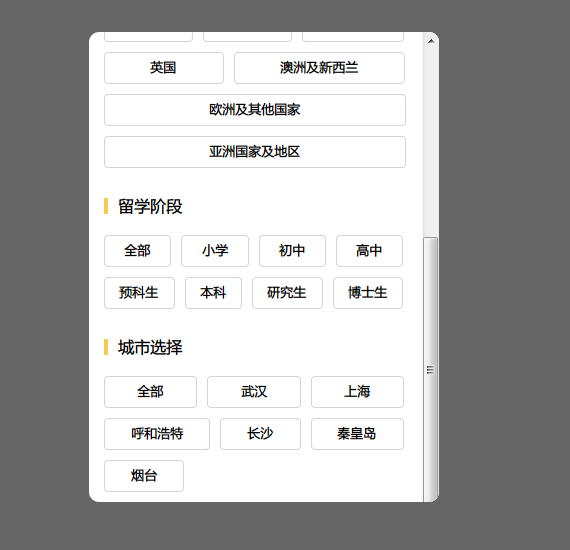 英国 澳洲及新西兰
欧洲及其他国家
亚洲国家及地区
留学阶段
全部 小学 初中 高中
预科生 本科 研究生 博士生
城市选择
全部 武汉 上海
呼和浩特 长沙 秦皇岛
烟台